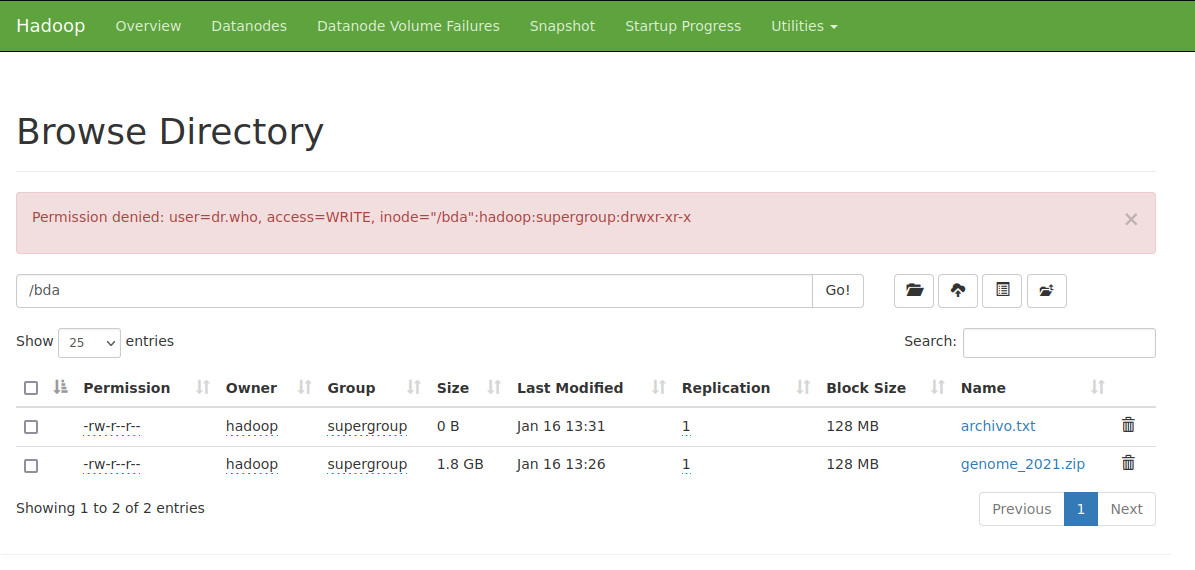 Hadoop Overview Datanodes Datanode Volume Failures Snapshot Startup Progress Utilities
Browse Directory
Permission denied: user=dr.who, access=WRITE, inode="/bda":hadoop:supergroup:drwxr-xr-x ×
/bda Go!
Show 25 entries Search:
Permission Owner Group Size Last Modified Replication Block Size Name
-rw-r--r-- hadoop supergroup 0 B Jan 16 13:31 1 128 MB archivo.txt
-rw-r--r-- hadoop supergroup 1.8 GB Jan 16 13:26 1 128 MB genome_2021.zip
Showing 1 to 2 of 2 entries Previous 1 Next